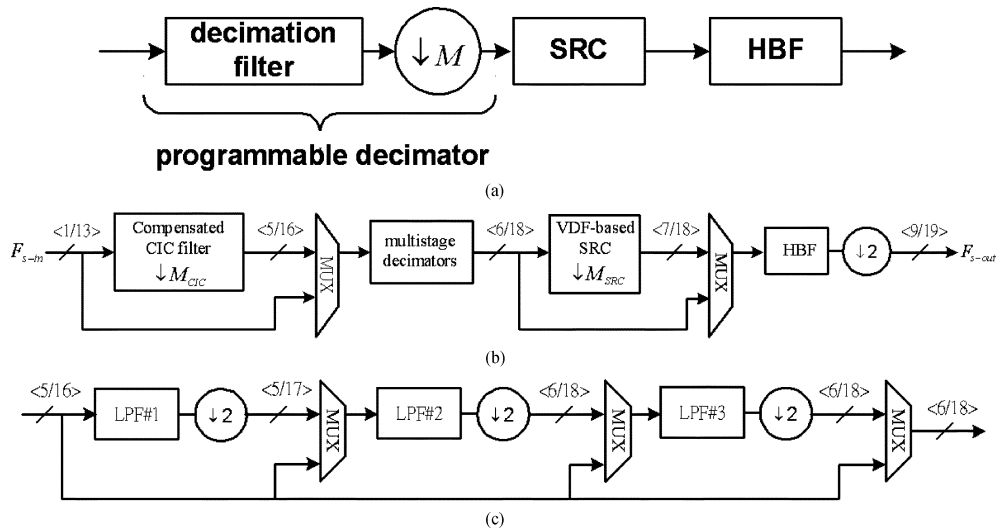 decimation
filter
↓M
SRC
HBF
programmable decimator
(a)
F_{s-in}
<1/13>
Compensated
CIC filter
↓M_{CIC}
<5/16>
MUX
multistage
decimators
<6/18>
VDF-based
SRC
↓M_{SRC}
<7/18>
MUX
HBF
↓2
<9/19>
F_{s-out}
(b)
<5/16>
LPF#1
↓2
<5/17>
MUX
LPF#2
↓2
<6/18>
MUX
LPF#3
↓2
<6/18>
MUX
<6/18>
(c)